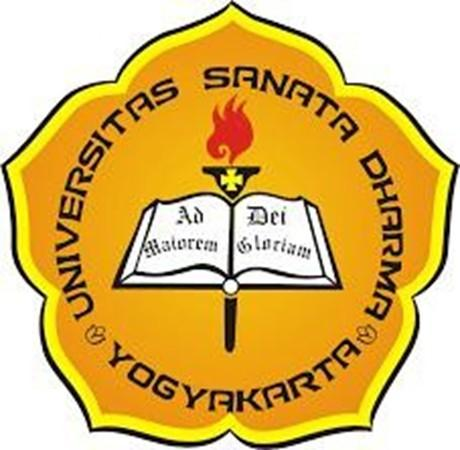 UNIVERSITAS SANATA DHARMA
Ad Dei
Maiorem Gloriam
YOGYAKARTA